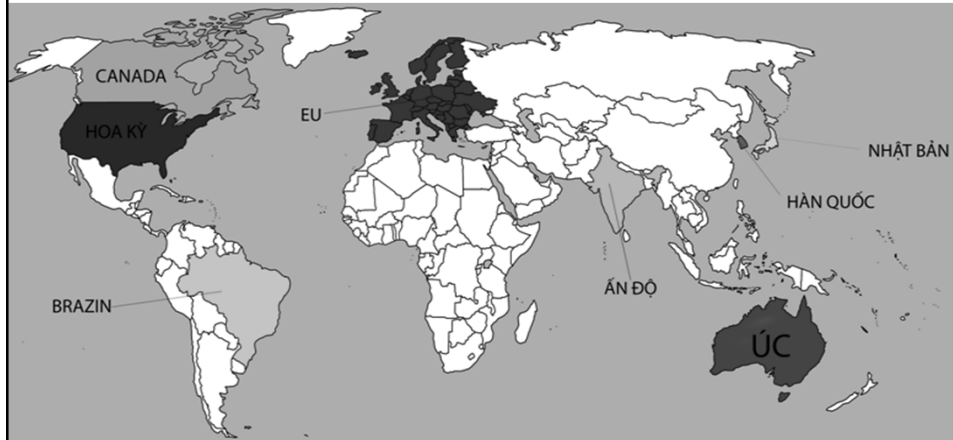 CANADA
EU
HOA KỲ
NHẬT BẢN
HÀN QUỐC
ẤN ĐỘ
BRAZIN
ÚC